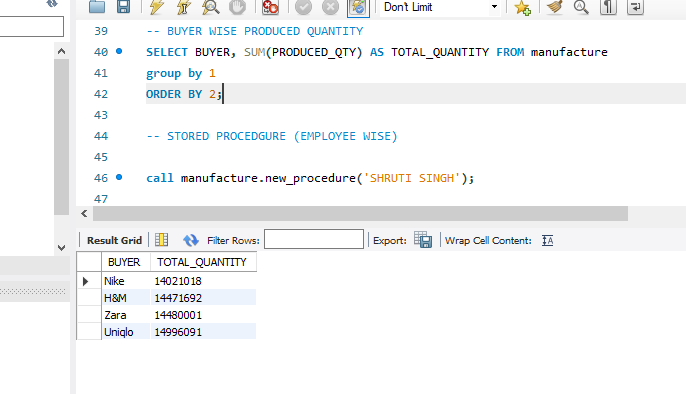 Don't Limit
39 -- BUYER WISE PRODUCED QUANTITY
40 SELECT BUYER, SUM(PRODUCED_QTY) AS TOTAL_QUANTITY FROM manufacture
41 group by 1
42 ORDER BY 2;
43
44 -- STORED PROCEDGURE (EMPLOYEE WISE)
45
46 call manufacture.new_procedure('SHRUTI SINGH');
47
Result Grid Filter Rows: Export: Wrap Cell Content:
BUYER TOTAL_QUANTITY
Nike 14021018
H&M 14471692
Zara 14480001
Uniqlo 14996091